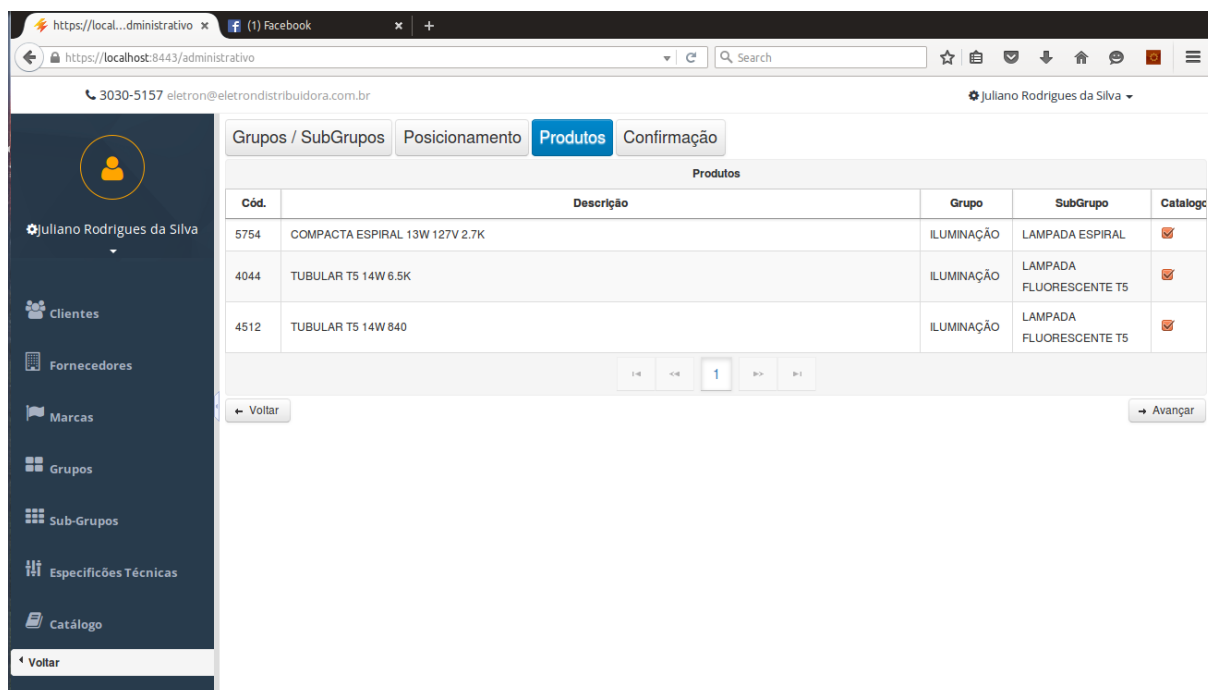 https://local...dministrativo
(1) Facebook
https://localhost:8443/administrativo
Search
3030-5157 eletron@eletrondistribuidora.com.br
Juliano Rodrigues da Silva
Juliano Rodrigues da Silva
Clientes
Fornecedores
Marcas
Grupos
Sub-Grupos
Especificões Técnicas
Catálogo
Voltar
Grupos / SubGrupos Posicionamento Produtos Confirmação
Produtos
Cód. Descrição Grupo SubGrupo Catalogo
5754 COMPACTA ESPIRAL 13W 127V 2.7K ILUMINAÇÃO LAMPADA ESPIRAL
4044 TUBULAR T5 14W 6.5K ILUMINAÇÃO LAMPADA
FLUORESCENTE T5
4512 TUBULAR T5 14W 840 ILUMINAÇÃO LAMPADA
FLUORESCENTE T5
1
Voltar
Avançar